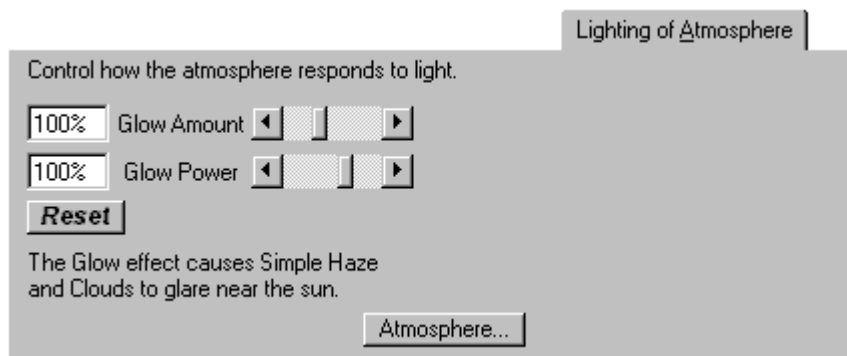 Lighting of Atmosphere
Control how the atmosphere responds to light.
100% Glow Amount
100% Glow Power
Reset
The Glow effect causes Simple Haze
and Clouds to glare near the sun.
Atmosphere...